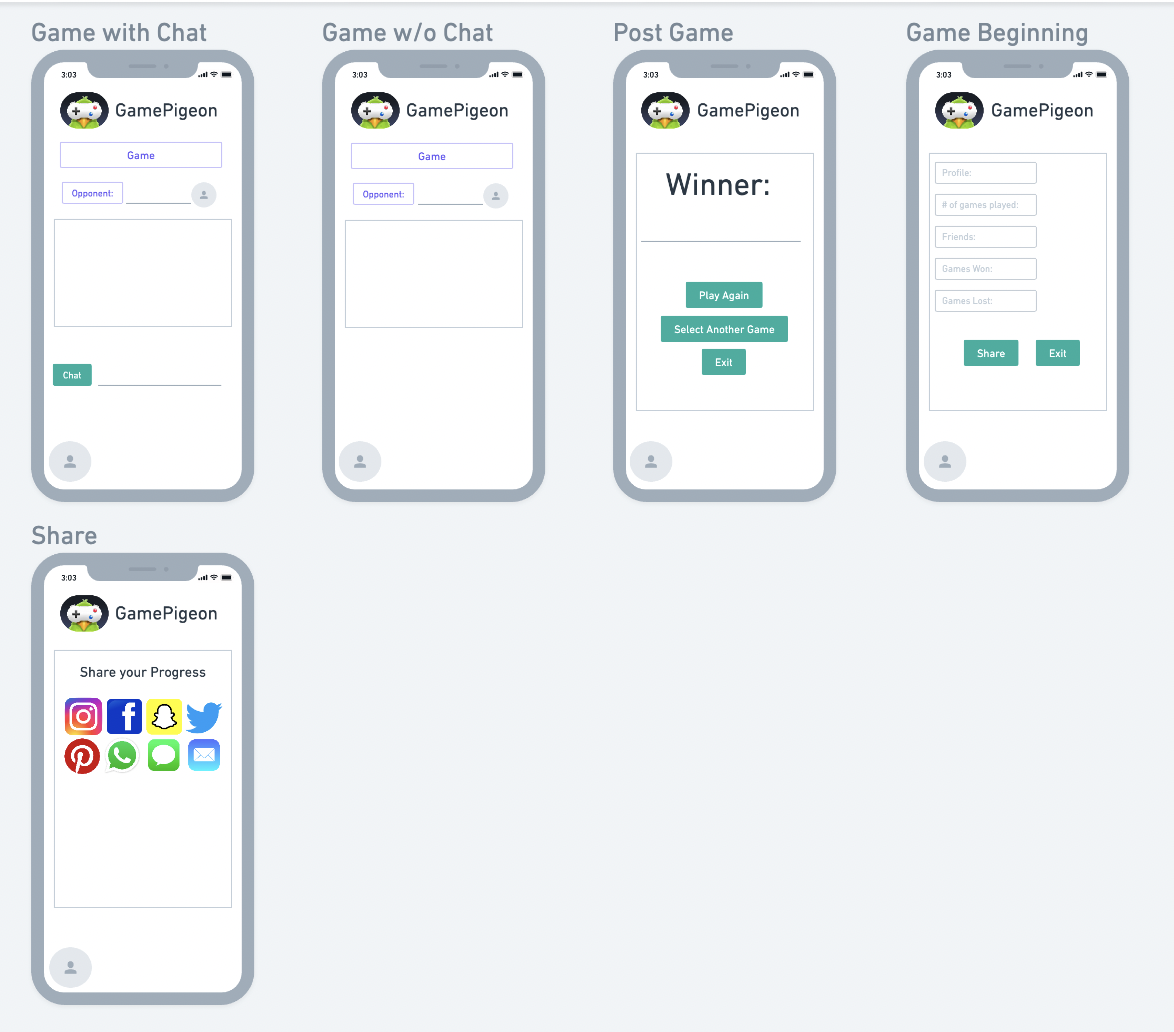 Game with Chat
3:03
GamePigeon
Game
Opponent:
Chat
Game w/o Chat
3:03
GamePigeon
Game
Opponent:
Post Game
3:03
GamePigeon
Winner:
Play Again
Select Another Game
Exit
Game Beginning
3:03
GamePigeon
Profile:
# of games played:
Friends:
Games Won:
Games Lost:
Share
Exit
Share
3:03
GamePigeon
Share your Progress